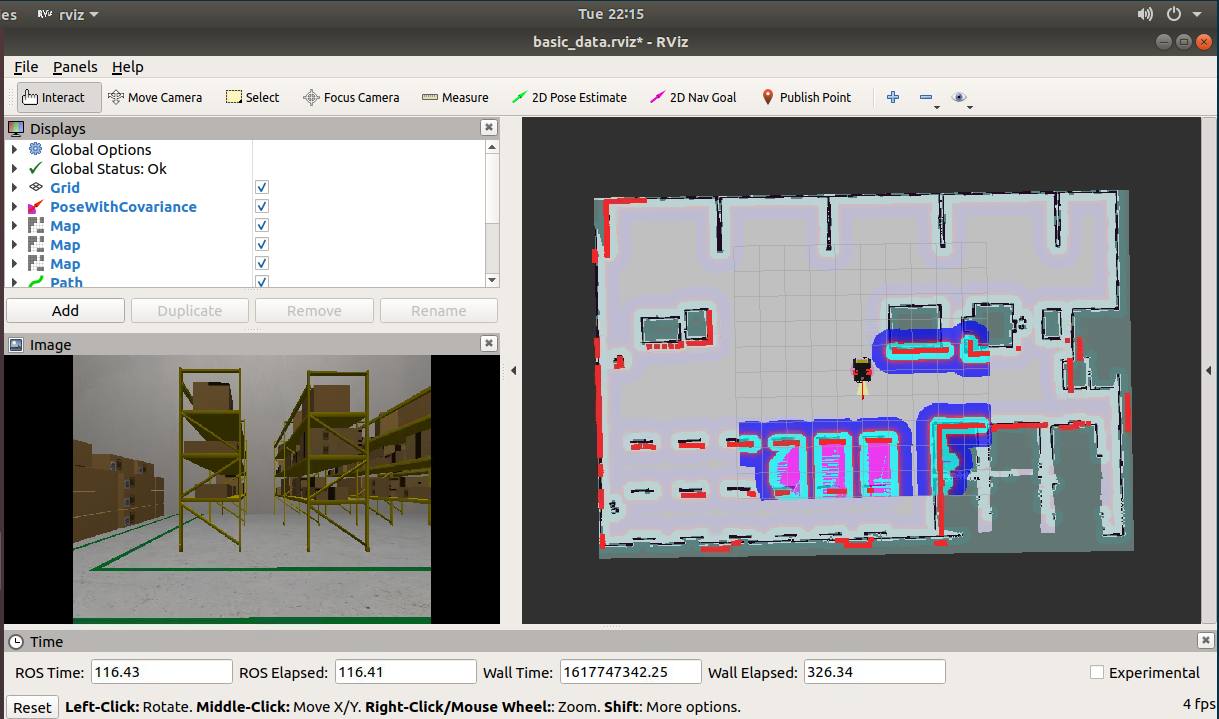 es rviz Tue 22:15
basic_data.rviz* - RViz
File Panels Help
Interact Move Camera Select Focus Camera Measure 2D Pose Estimate 2D Nav Goal Publish Point
Displays
Global Options
Global Status: Ok
Grid
PoseWithCovariance
Map
Map
Map
Path
Add Duplicate Remove Rename
Image
Time
ROS Time: 116.43 ROS Elapsed: 116.41 Wall Time: 1617747342.25 Wall Elapsed: 326.34 Experimental
Reset Left-Click: Rotate. Middle-Click: Move X/Y. Right-Click/Mouse Wheel:: Zoom. Shift: More options. 4 fps